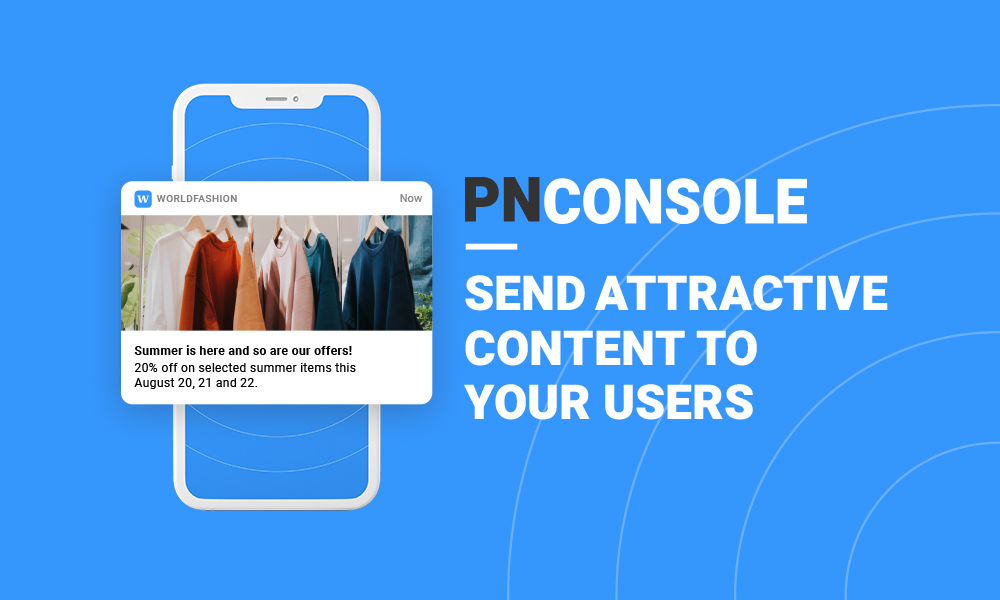 W WORLDFASHION Now
Summer is here and so are our offers!
20% off on selected summer items this
August 20, 21 and 22.
PNCONSOLE
SEND ATTRACTIVE
CONTENT TO
YOUR USERS